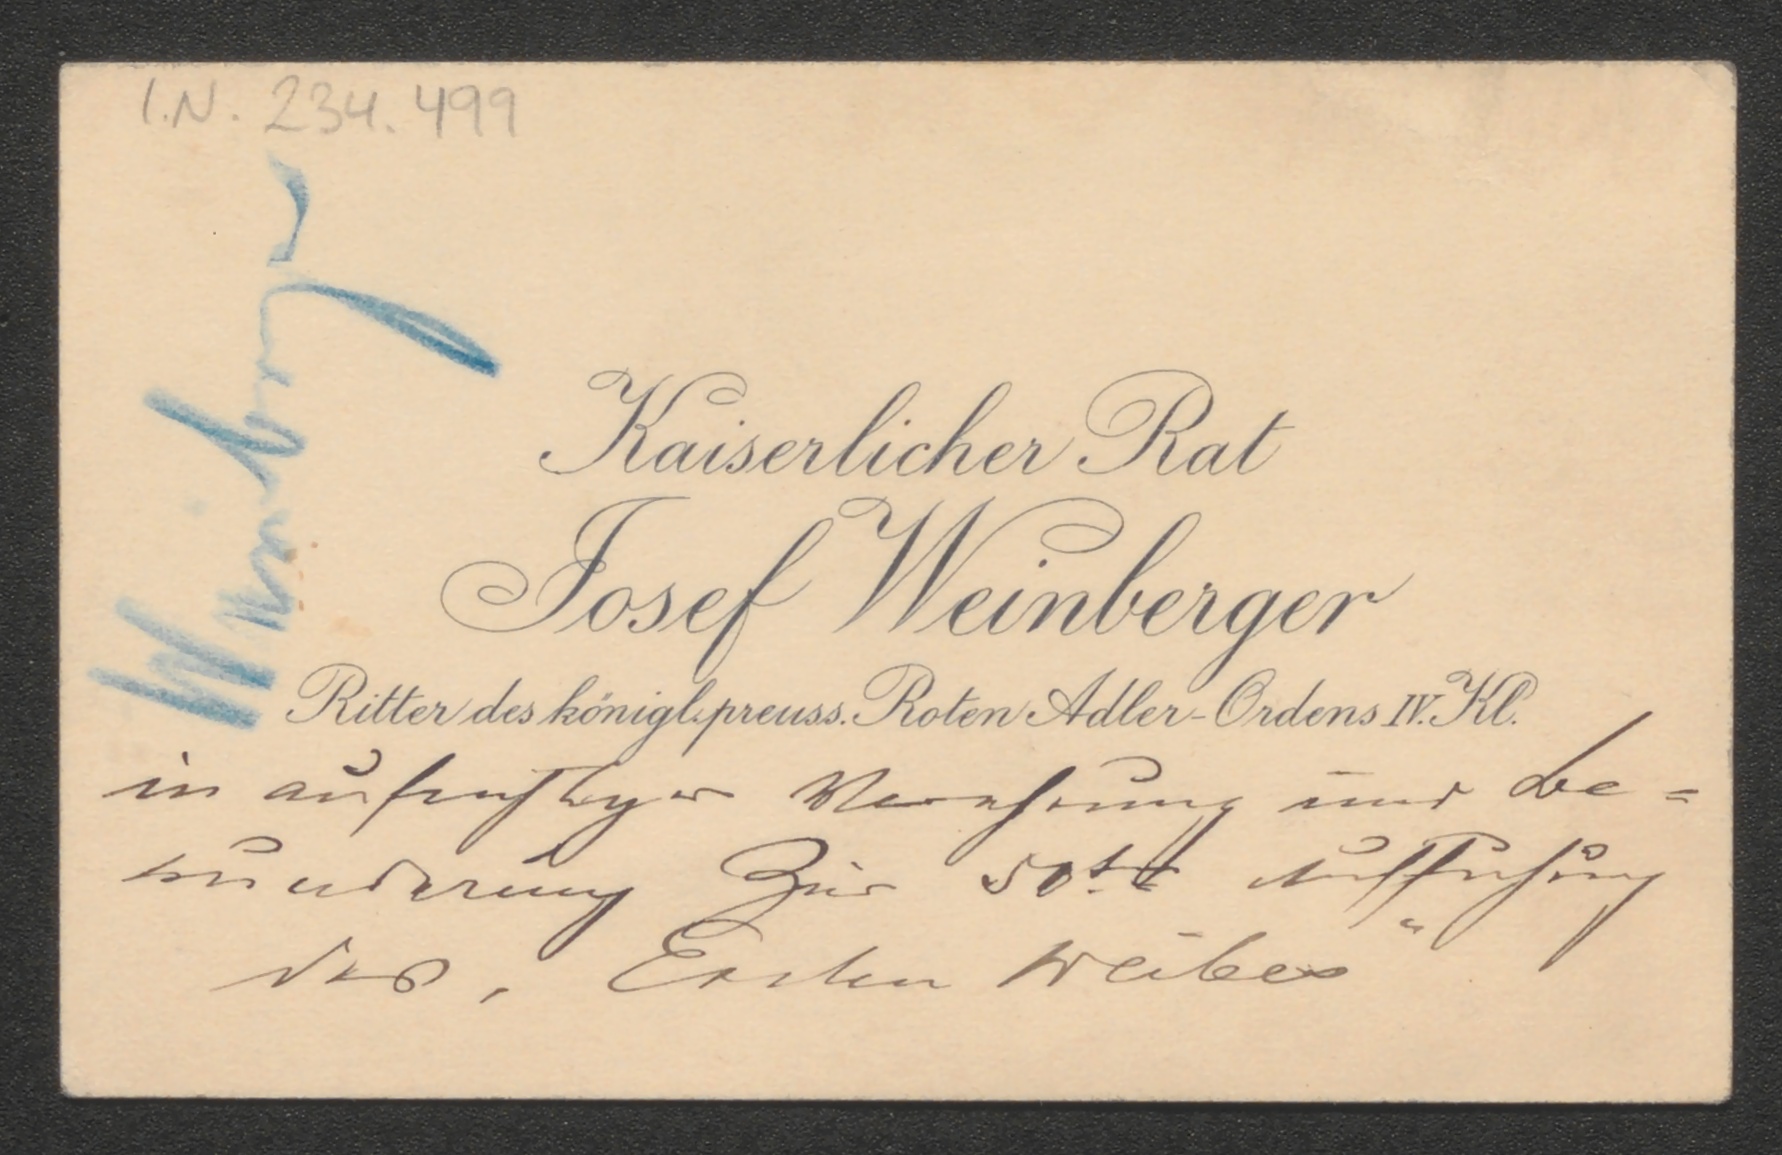 I.N. 234.499
Weinberger
Kaiserlicher Rat
Josef Weinberger
Ritter des königl. preuss. Roten Adler-Ordens IV. Kl.
in aufrichtiger Verehrung und Be=
wunderung Zur 50ten Aufführung
des, Ersten Weibes"